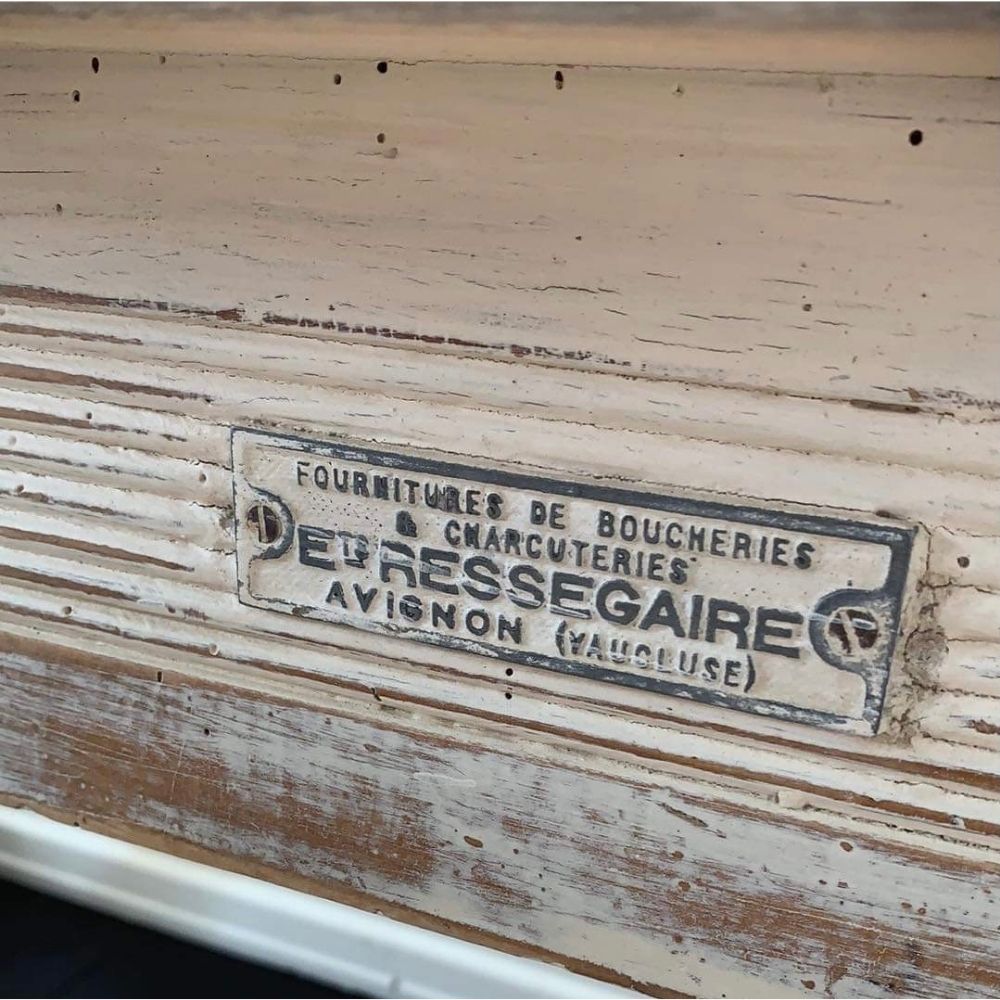 FOURNITURES DE BOUCHERIES
& CHARCUTERIES
ETS RESSEGAIRE
AVIGNON (VAUCLUSE)